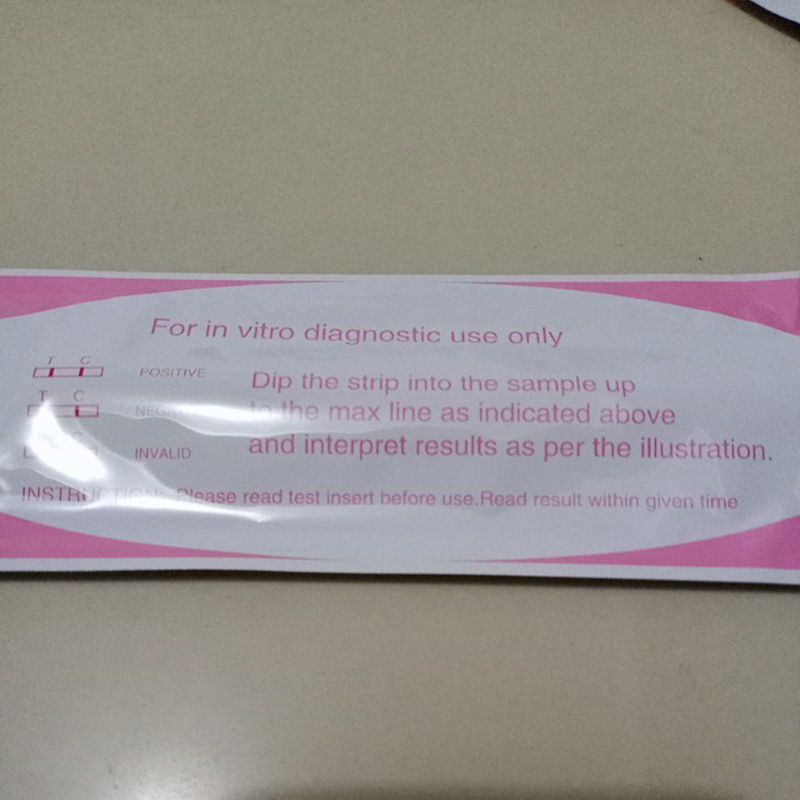 For in vitro diagnostic use only
T C
POSITIVE
Dip the strip into the sample up
T C
to the max line as indicated above
C
INVALID
and interpret results as per the illustration.
INSTRUCTION: Please read test insert before use.Read result within given time